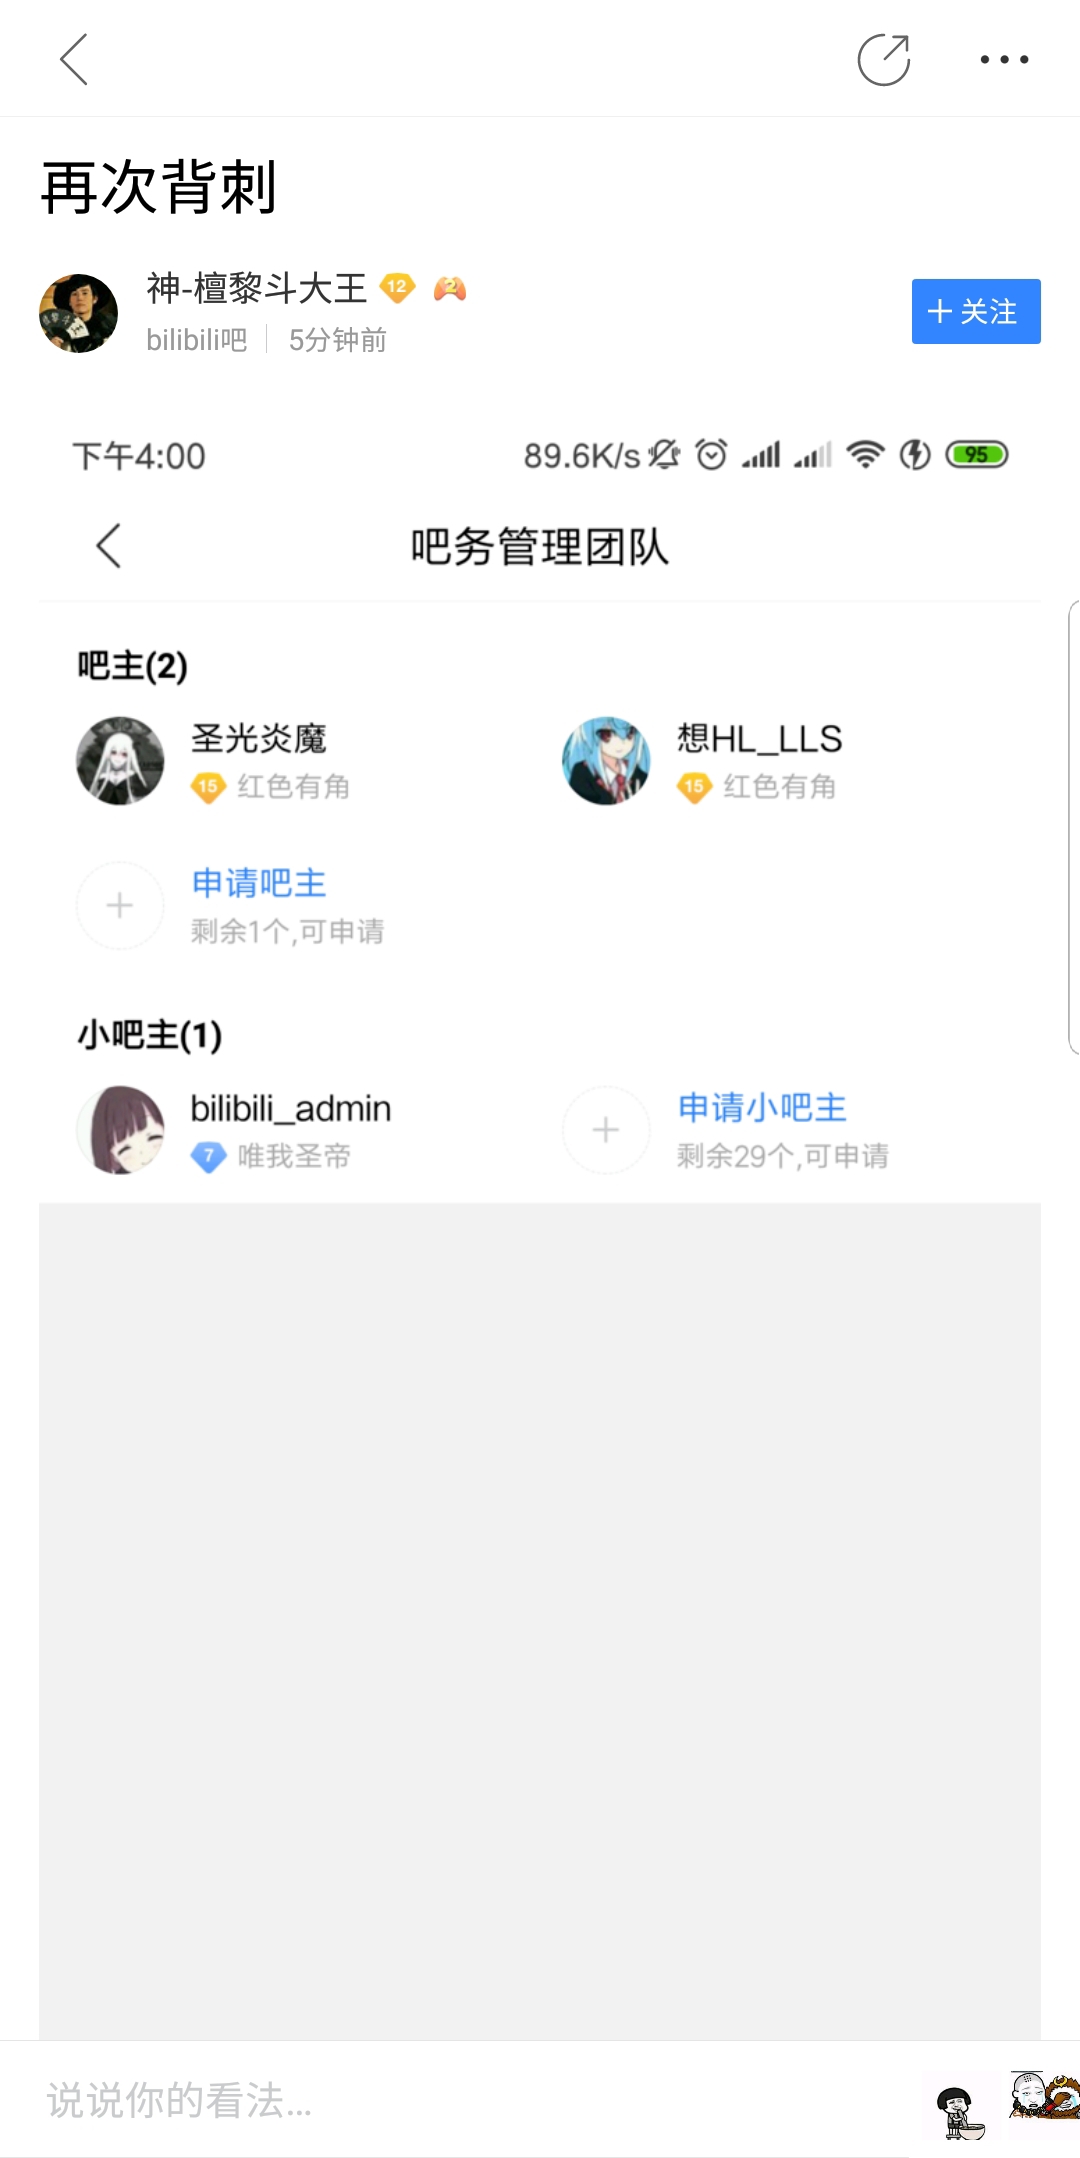 再次背刺
神-檀黎斗大王 12 2
bilibili吧 5分钟前
+ 关注
下午4:00 89.6K/s 95
吧务管理团队
吧主(2)
圣光炎魔 想HL_LLS
15 红色有角 15 红色有角
申请吧主
剩余1个,可申请
小吧主(1)
bilibili_admin 申请小吧主
7 唯我圣帝 剩余29个,可申请
说说你的看法...